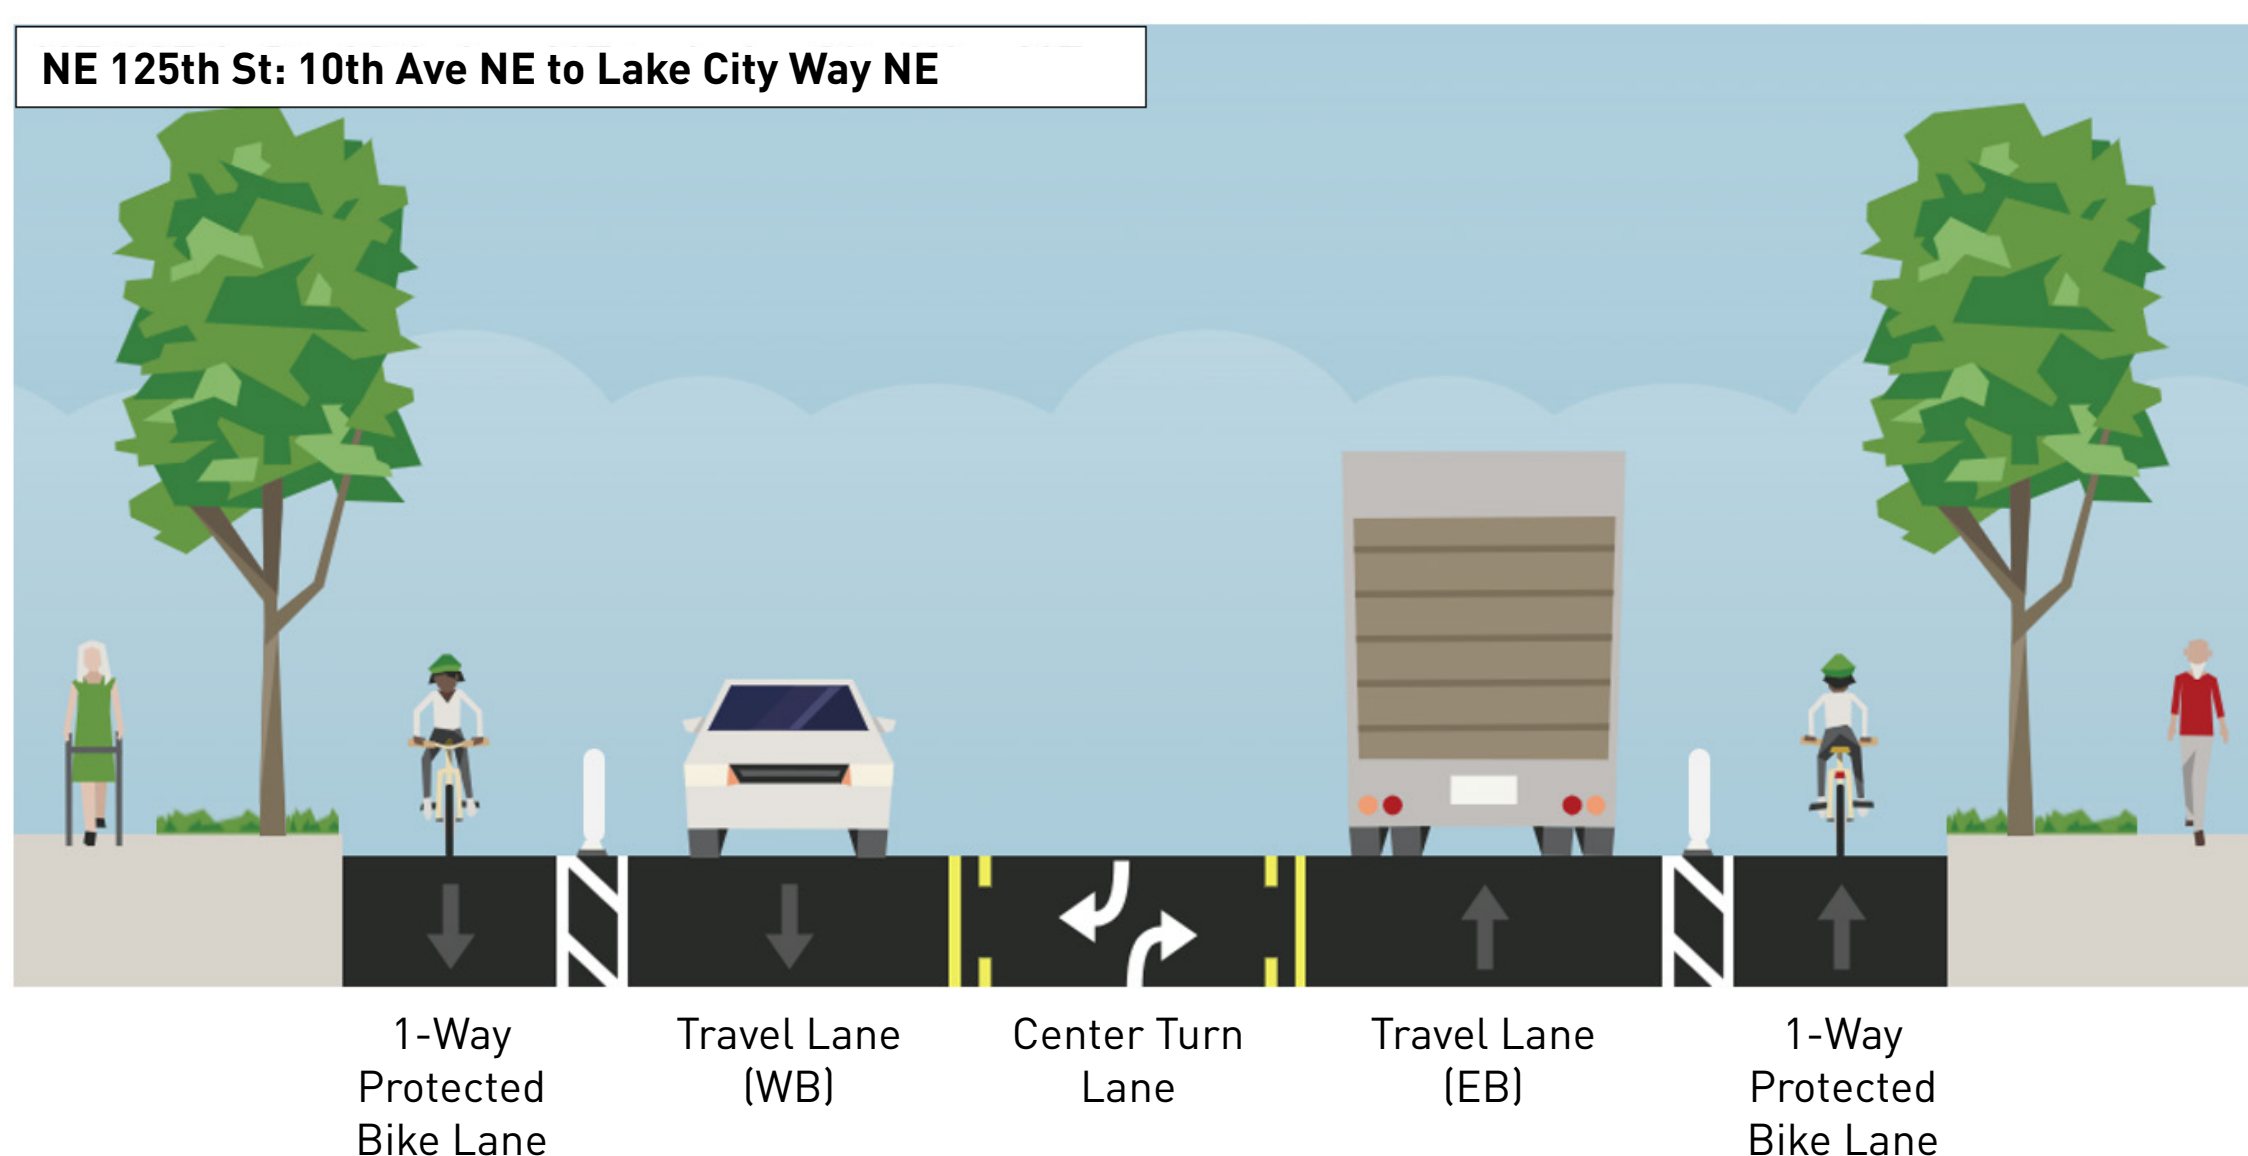 NE 125th St: 10th Ave NE to Lake City Way NE
1-Way
Protected
Bike Lane
Travel Lane
(WB)
Center Turn
Lane
Travel Lane
(EB)
1-Way
Protected
Bike Lane